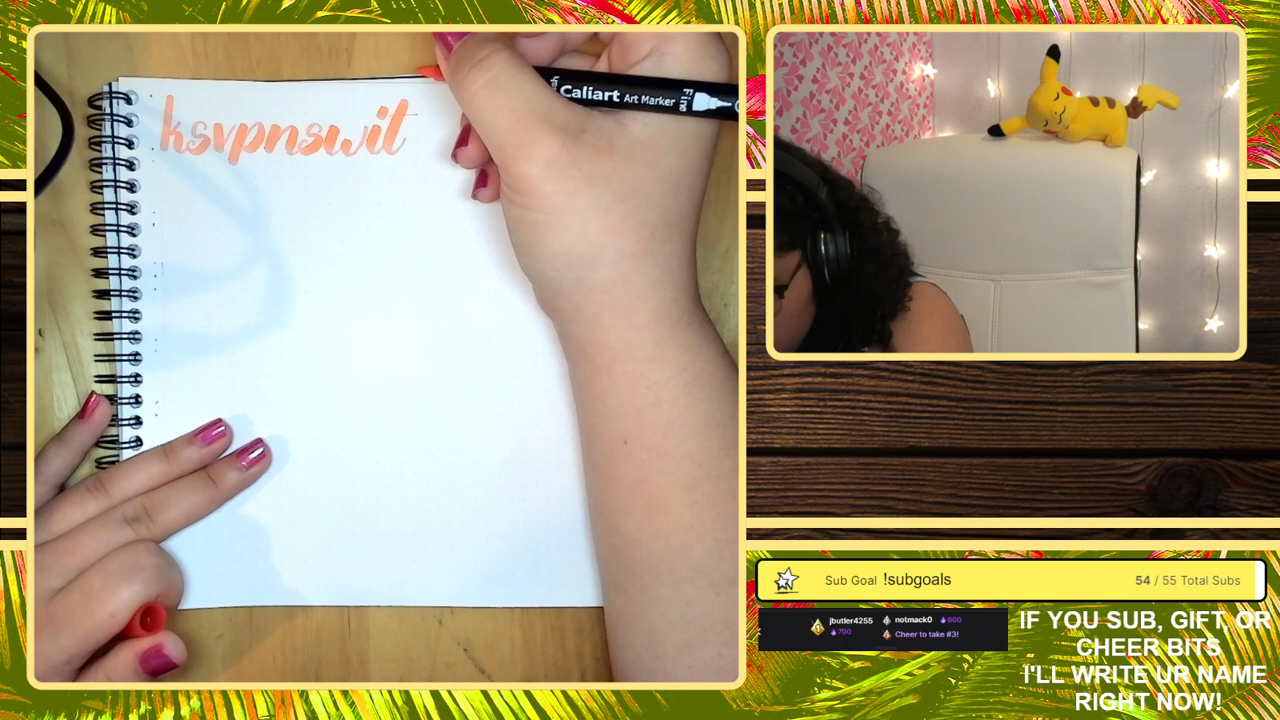 ksvpnswit
Caliart Art Marker Fine
Sub Goal !subgoals 54 / 55 Total Subs
1 jbutler4255 700
notmack0 600
Cheer to take #3!
IF YOU SUB, GIFT, OR
CHEER BITS
I'LL WRITE UR NAME
RIGHT NOW!